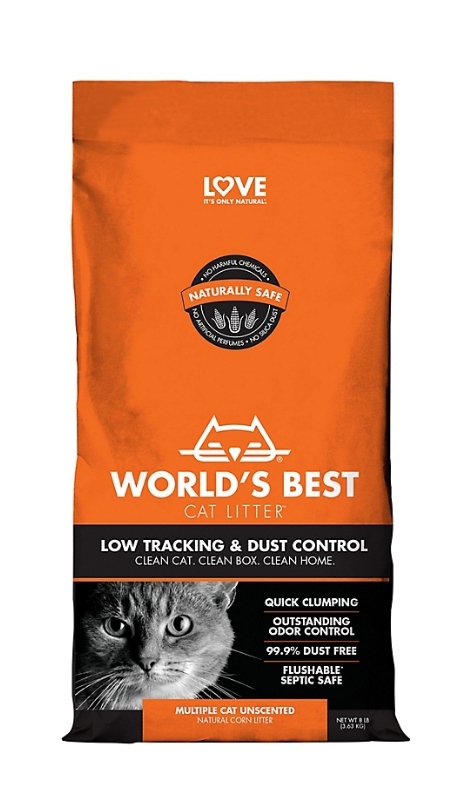 LOVE
IT'S ONLY NATURAL.
• NO HARMFUL CHEMICALS •
NATURALLY SAFE
NO ARTIFICIAL PERFUMES • NO SILICA DUST
WORLD'S BEST
CAT LITTER™
LOW TRACKING & DUST CONTROL
CLEAN CAT. CLEAN BOX. CLEAN HOME.
QUICK CLUMPING
OUTSTANDING
ODOR CONTROL
99.9% DUST FREE
FLUSHABLE*
SEPTIC SAFE
MULTIPLE CAT UNSCENTED
NATURAL CORN LITTER
NET WT 8 LB
(3.63 KG)